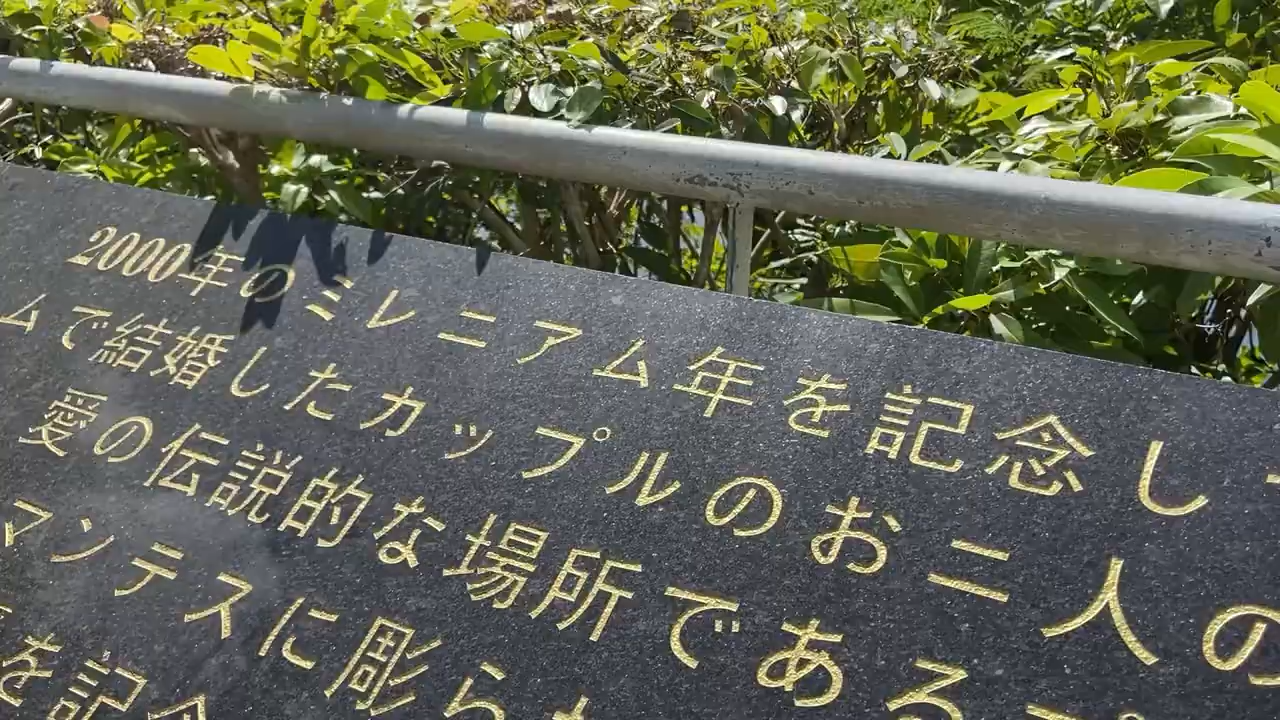 2000年のミレニアム年を記念し
ムで結婚したカップルのお二人の
愛の伝説的な場所である
マンテスに彫ら
を記念